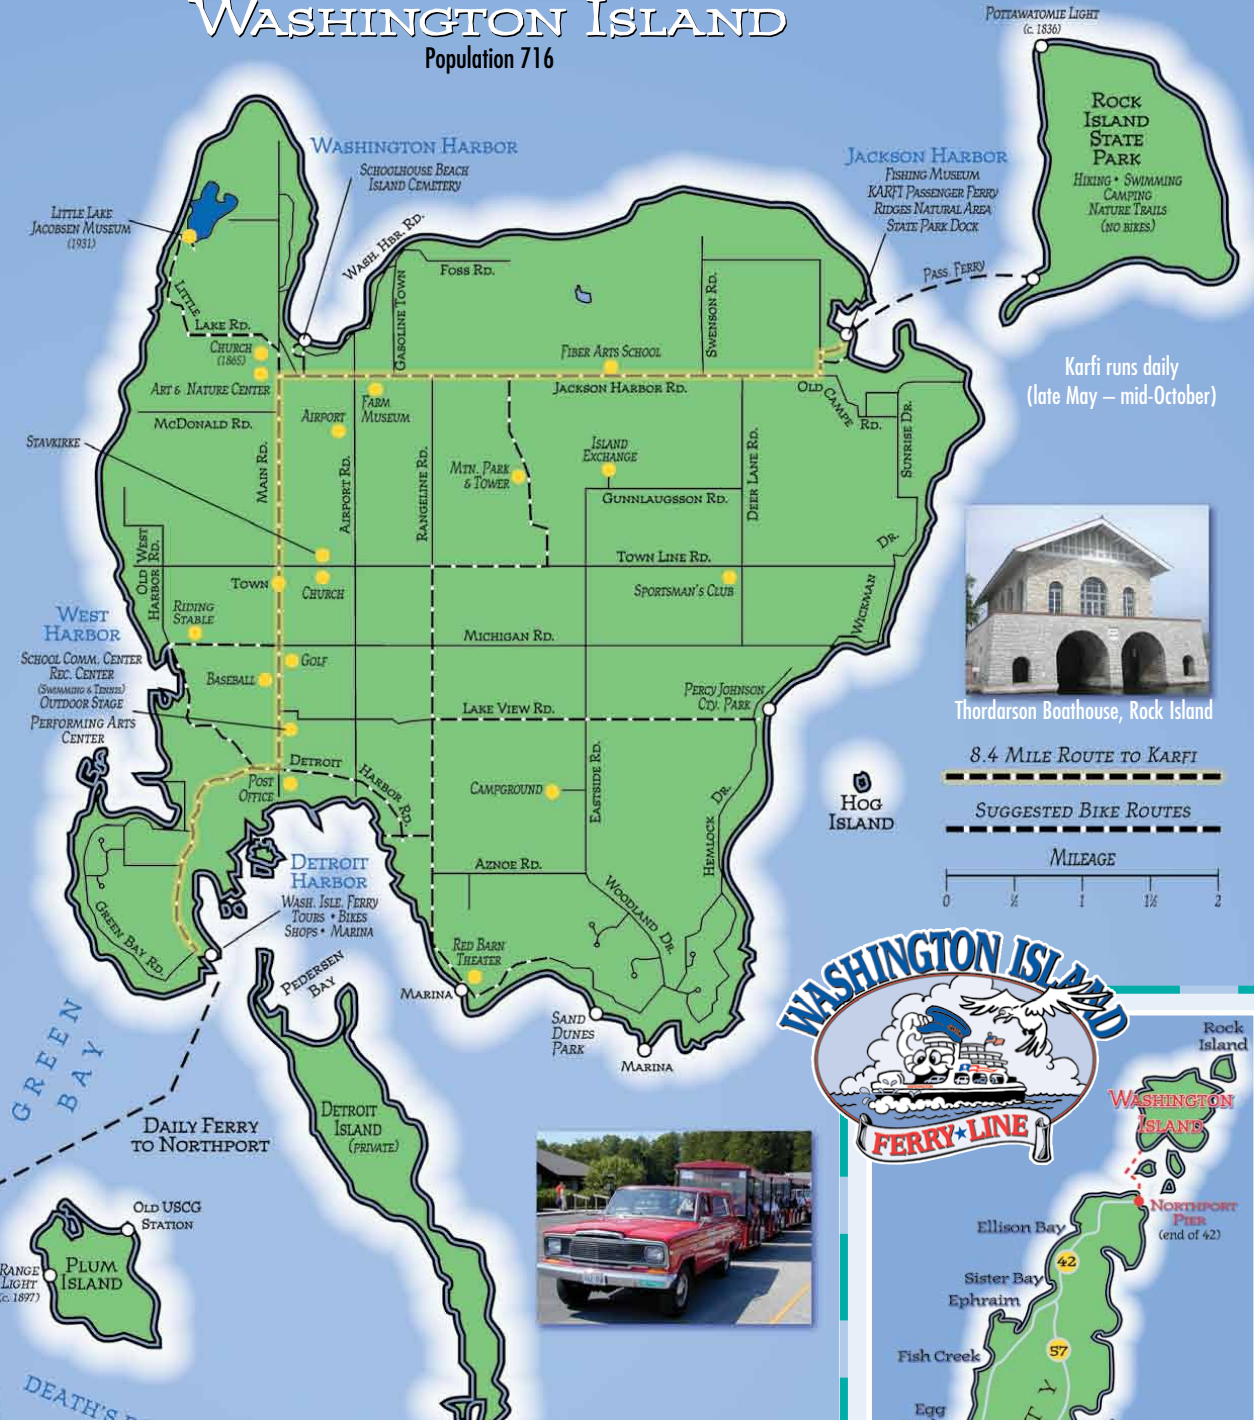 Washington Island
Population 716
Pottawatomie Light
(c. 1836)
Rock
Island
State
Park
Hiking • Swimming
Camping
Nature Trails
(no bikes)
Washington Harbor
Schoolhouse Beach
Island Cemetery
Jackson Harbor
Fishing Museum
KARFI Passenger Ferry
Ridges Natural Area
State Park Dock
Pass. Ferry
Little Lake
Jacobsen Museum
(1931)
Wash. Hbr. Rd.
Foss Rd.
Gasoline Town
Swenson Rd.
Little
Lake Rd.
Church
(1865)
Art & Nature Center
Fiber Arts School
Jackson Harbor Rd.
Old
Campe
Rd.
Karfi runs daily
(late May – mid-October)
McDonald Rd.
Airport
Farm
Museum
Stavkirke
Main Rd.
Airport Rd.
Rangeline Rd.
Mtn. Park
& Tower
Island
Exchange
Gunnlaugsson Rd.
Deer Lane Rd.
Sunrise Dr.
Old West
Harbor Rd.
Town Line Rd.
Town
Church
Sportsman's Club
Wickman
Dr.
West
Harbor
Riding
Stable
Michigan Rd.
School Comm. Center
Rec. Center
(Swimming & Tennis)
Outdoor Stage
Performing Arts
Center
Golf
Baseball
Percy Johnson
Cty. Park
Lake View Rd.
Thordarson Boathouse, Rock Island
8.4 Mile Route to Karfi
Suggested Bike Routes
Mileage
0 ½ 1 1½ 2
Detroit
Harbor Rd.
Post
Office
Campground
Eastside Rd.
Hemlock Dr.
Hog
Island
Detroit
Harbor
Wash. Isle. Ferry
Tours • Bikes
Shops • Marina
Aznoe Rd.
Woodland Dr.
Green Bay Rd.
Red Barn
Theater
Marina
Pedersen
Bay
Sand
Dunes
Park
Marina
Green
Bay
Daily Ferry
to Northport
Detroit
Island
(private)
Old USCG
Station
Range
Light
(c. 1897)
Plum
Island
Death's
WASHINGTON ISLAND
FERRY LINE
Rock
Island
Washington
Island
Northport
Pier
(end of 42)
Ellison Bay
42
Sister Bay
Ephraim
57
Fish Creek
Egg
T Y